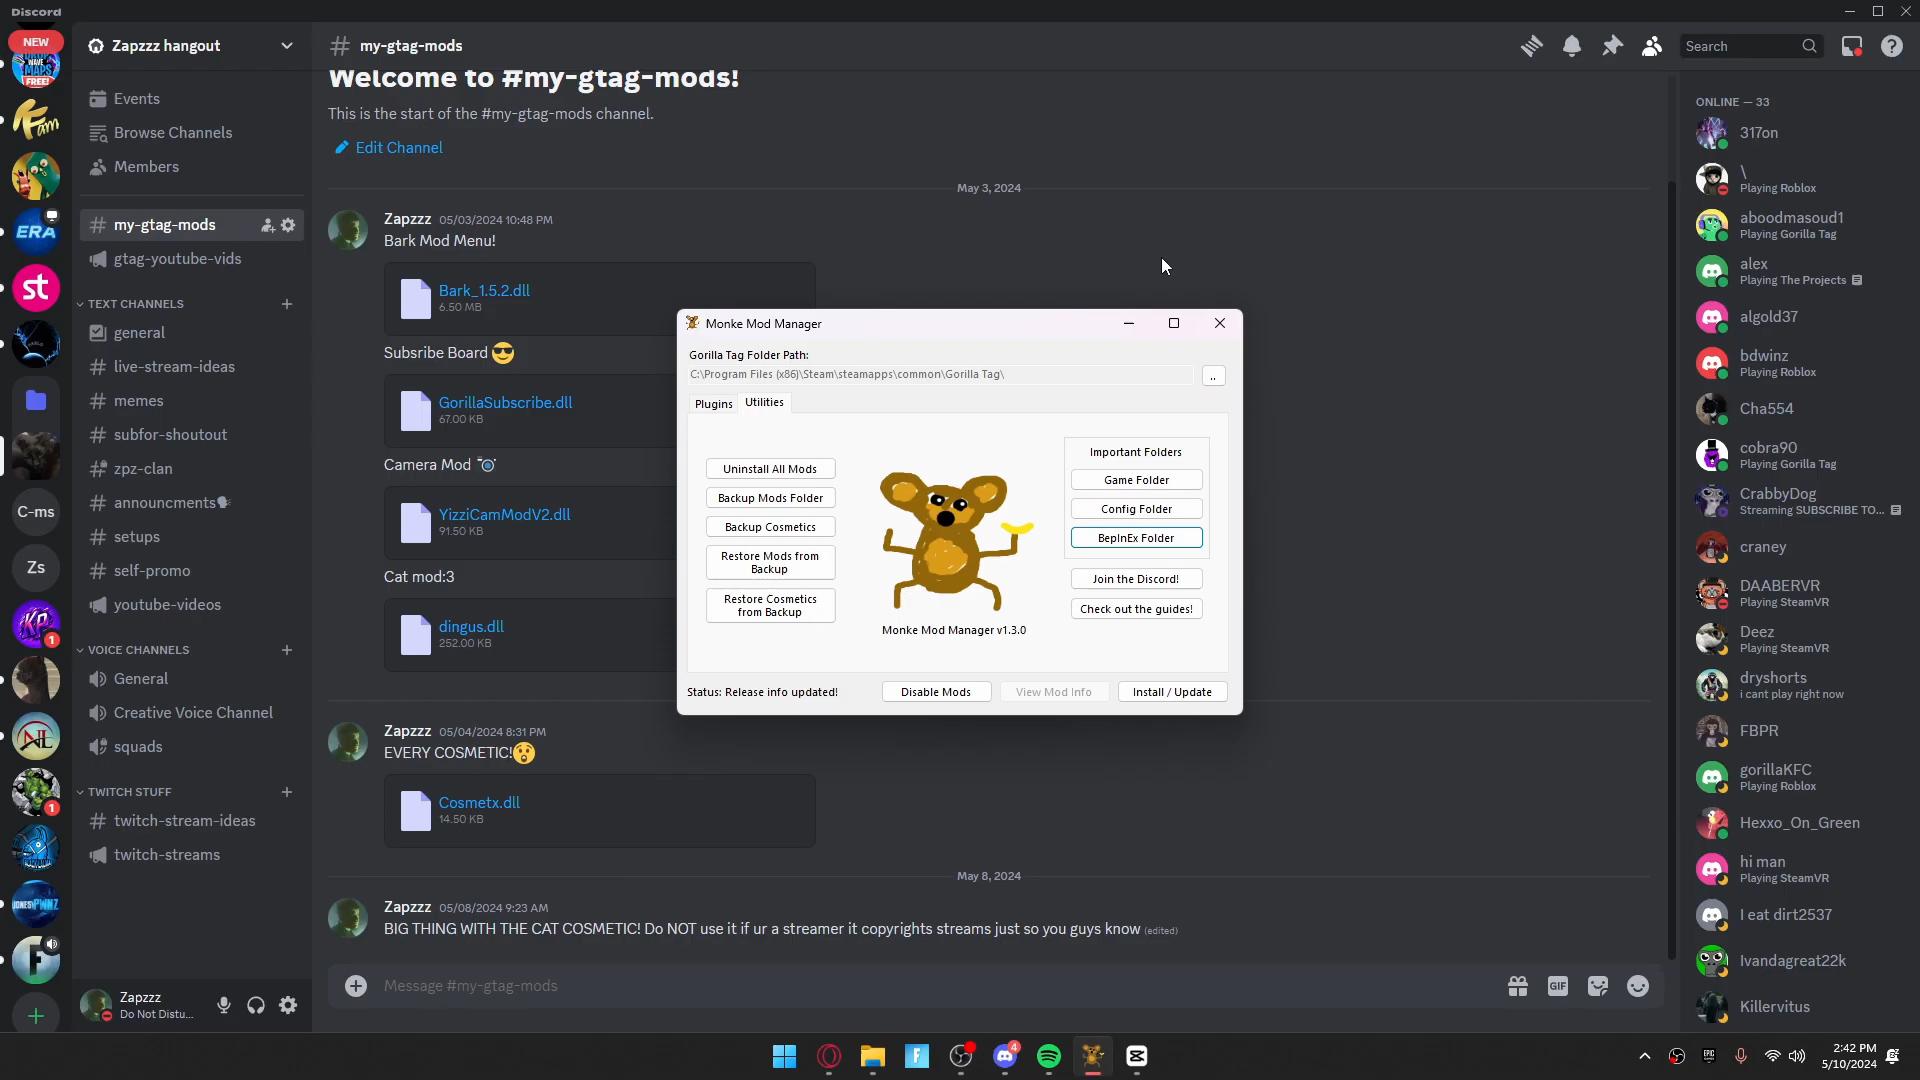 Discord
NEW
WAVE
MAPS
FREE!
Fam
ERA
st
C-ms
Zs
KP
1
NL
1
JONESYPWNZ
F
Zapzzz hangout
Events
Browse Channels
Members
my-gtag-mods
gtag-youtube-vids
TEXT CHANNELS
general
live-stream-ideas
memes
subfor-shoutout
zpz-clan
announcments🗣
setups
self-promo
youtube-videos
VOICE CHANNELS
General
Creative Voice Channel
squads
TWITCH STUFF
twitch-stream-ideas
twitch-streams
Zapzzz
Do Not Distu...
my-gtag-mods
Search
Welcome to #my-gtag-mods!
This is the start of the #my-gtag-mods channel.
Edit Channel
May 3, 2024
Zapzzz 05/03/2024 10:48 PM
Bark Mod Menu!
Bark_1.5.2.dll
6.50 MB
Subsribe Board 😎
GorillaSubscribe.dll
67.00 KB
Camera Mod 📷
YizziCamModV2.dll
91.50 KB
Cat mod:3
dingus.dll
252.00 KB
Zapzzz 05/04/2024 8:31 PM
EVERY COSMETIC!😲
Cosmetx.dll
14.50 KB
May 8, 2024
Zapzzz 05/08/2024 9:23 AM
BIG THING WITH THE CAT COSMETIC! Do NOT use it if ur a streamer it copyrights streams just so you guys know (edited)
Message #my-gtag-mods
GIF
Monke Mod Manager
Gorilla Tag Folder Path:
C:\Program Files (x86)\Steam\steamapps\common\Gorilla Tag\
..
Plugins
Utilities
Uninstall All Mods
Backup Mods Folder
Backup Cosmetics
Restore Mods from
Backup
Restore Cosmetics
from Backup
Monke Mod Manager v1.3.0
Important Folders
Game Folder
Config Folder
BepInEx Folder
Join the Discord!
Check out the guides!
Status: Release info updated!
Disable Mods
View Mod Info
Install / Update
ONLINE — 33
317on
\
Playing Roblox
aboodmasoud1
Playing Gorilla Tag
alex
Playing The Projects
algold37
bdwinz
Playing Roblox
Cha554
cobra90
Playing Gorilla Tag
CrabbyDog
Streaming SUBSCRIBE TO...
craney
DAABERVR
Playing SteamVR
Deez
Playing SteamVR
dryshorts
i cant play right now
FBPR
gorillaKFC
Playing Roblox
Hexxo_On_Green
hi man
Playing SteamVR
I eat dirt2537
Ivandagreat22k
Killervitus
F
4
EPIC
2:42 PM
5/10/2024